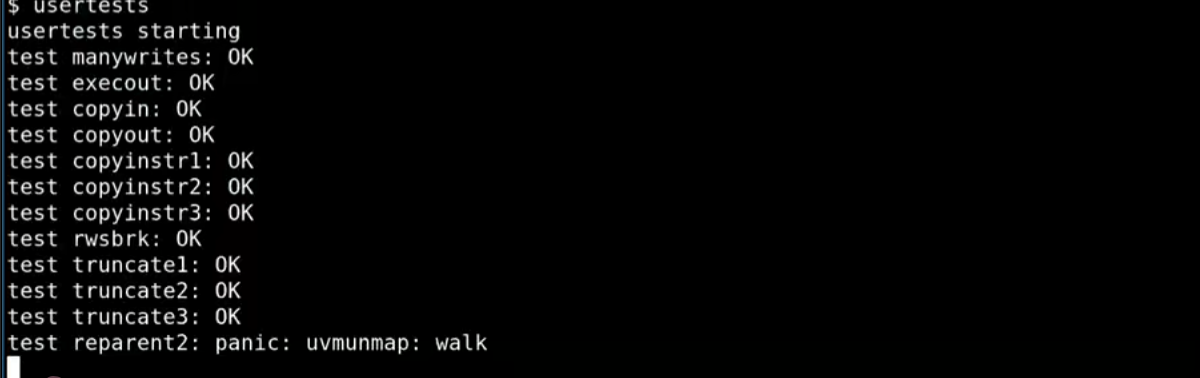 $ usertests
usertests starting
test manywrites: OK
test execout: OK
test copyin: OK
test copyout: OK
test copyinstr1: OK
test copyinstr2: OK
test copyinstr3: OK
test rwsbrk: OK
test truncate1: OK
test truncate2: OK
test truncate3: OK
test reparent2: panic: uvmunmap: walk